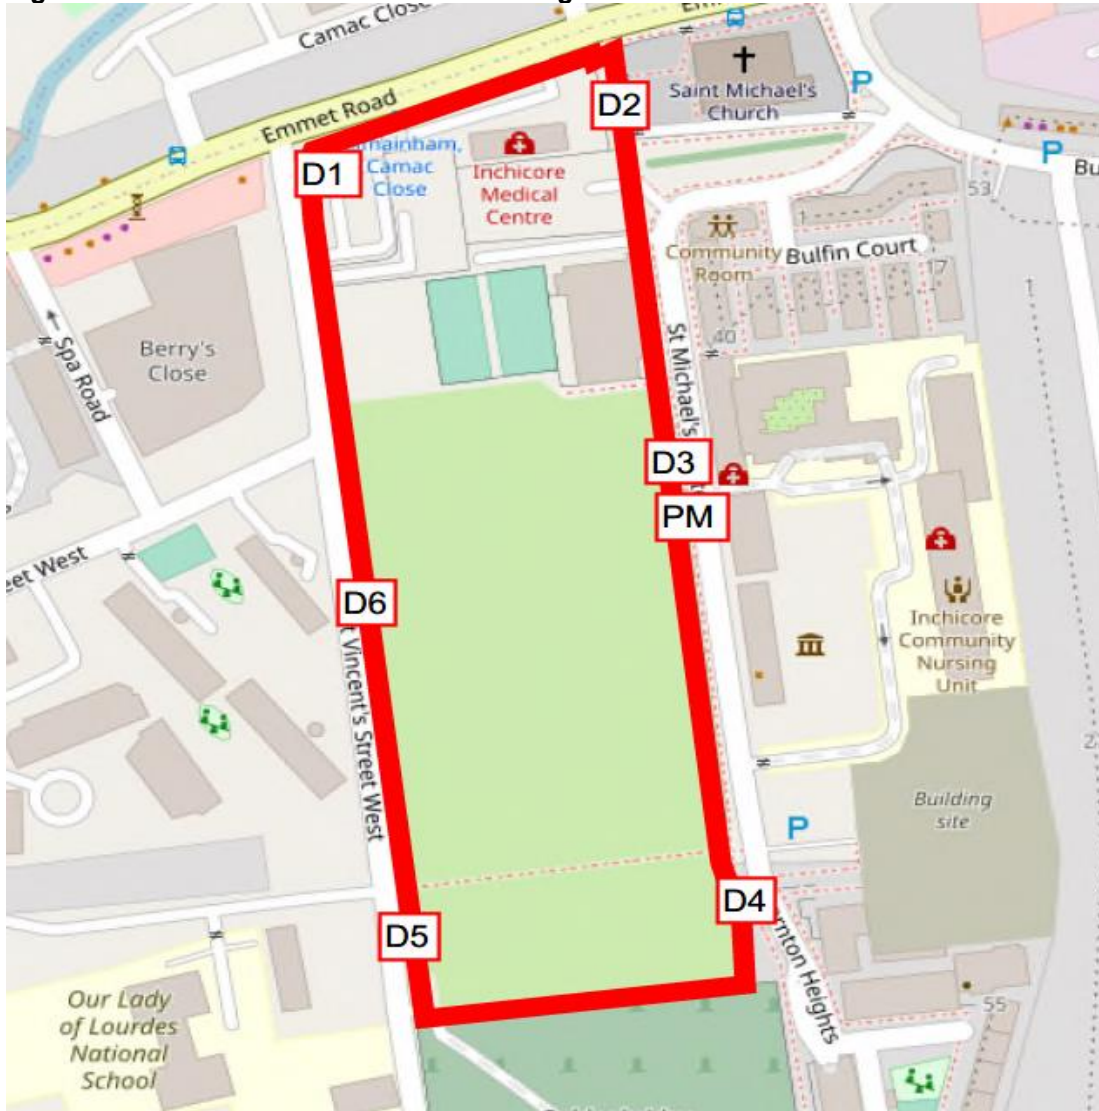 Camac Close
Emmet Road
D1
D2
Saint Michael's
Church
P
P
Camac
Close
Inchicore
Medical
Centre
53
Community
Room
Bulfin Court
17
40
Spa Road
Berry's
Close
St Michael's
D3
PM
D6
Vincent's Street West
Inchicore
Community
Nursing
Unit
Building
site
P
D4
D5
Heights
55
Our Lady
of Lourdes
National
School